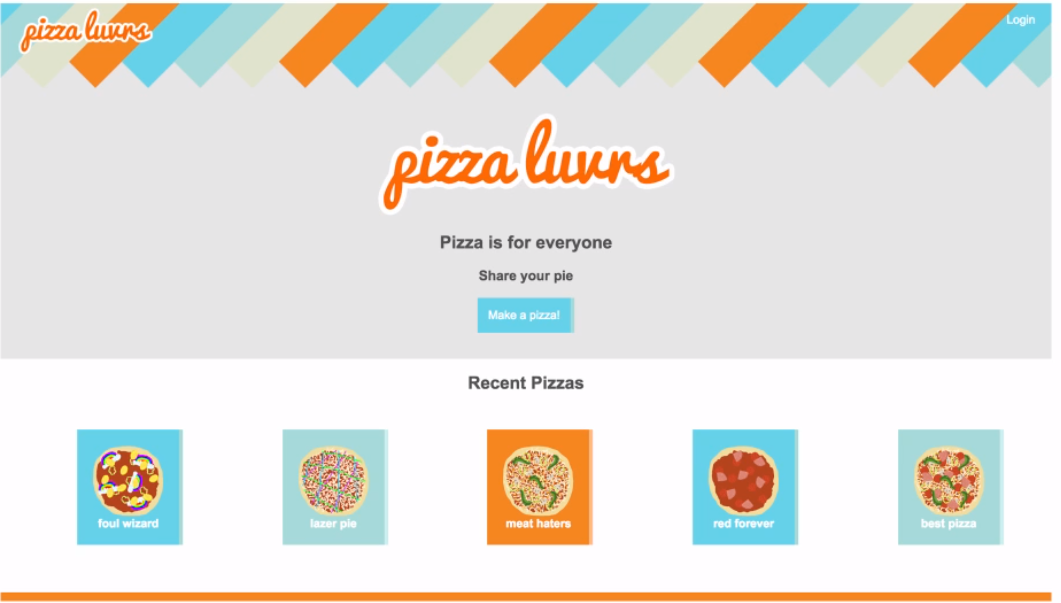 pizza luvrs
Login
pizza luvrs
Pizza is for everyone
Share your pie
Make a pizza!
Recent Pizzas
foul wizard
lazer pie
meat haters
red forever
best pizza